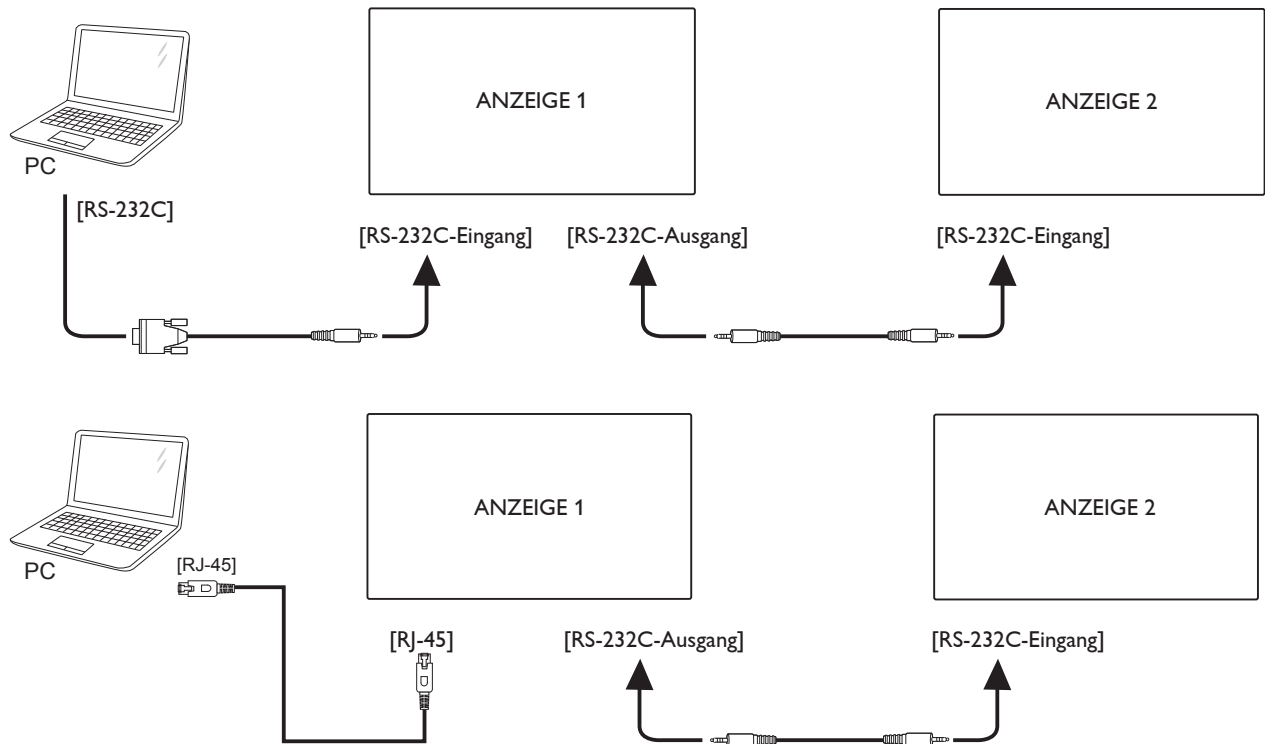 ANZEIGE 1
ANZEIGE 2
PC
[RS-232C]
[RS-232C-Eingang]
[RS-232C-Ausgang]
[RS-232C-Eingang]
ANZEIGE 1
ANZEIGE 2
PC
[RJ-45]
[RJ-45]
[RS-232C-Ausgang]
[RS-232C-Eingang]